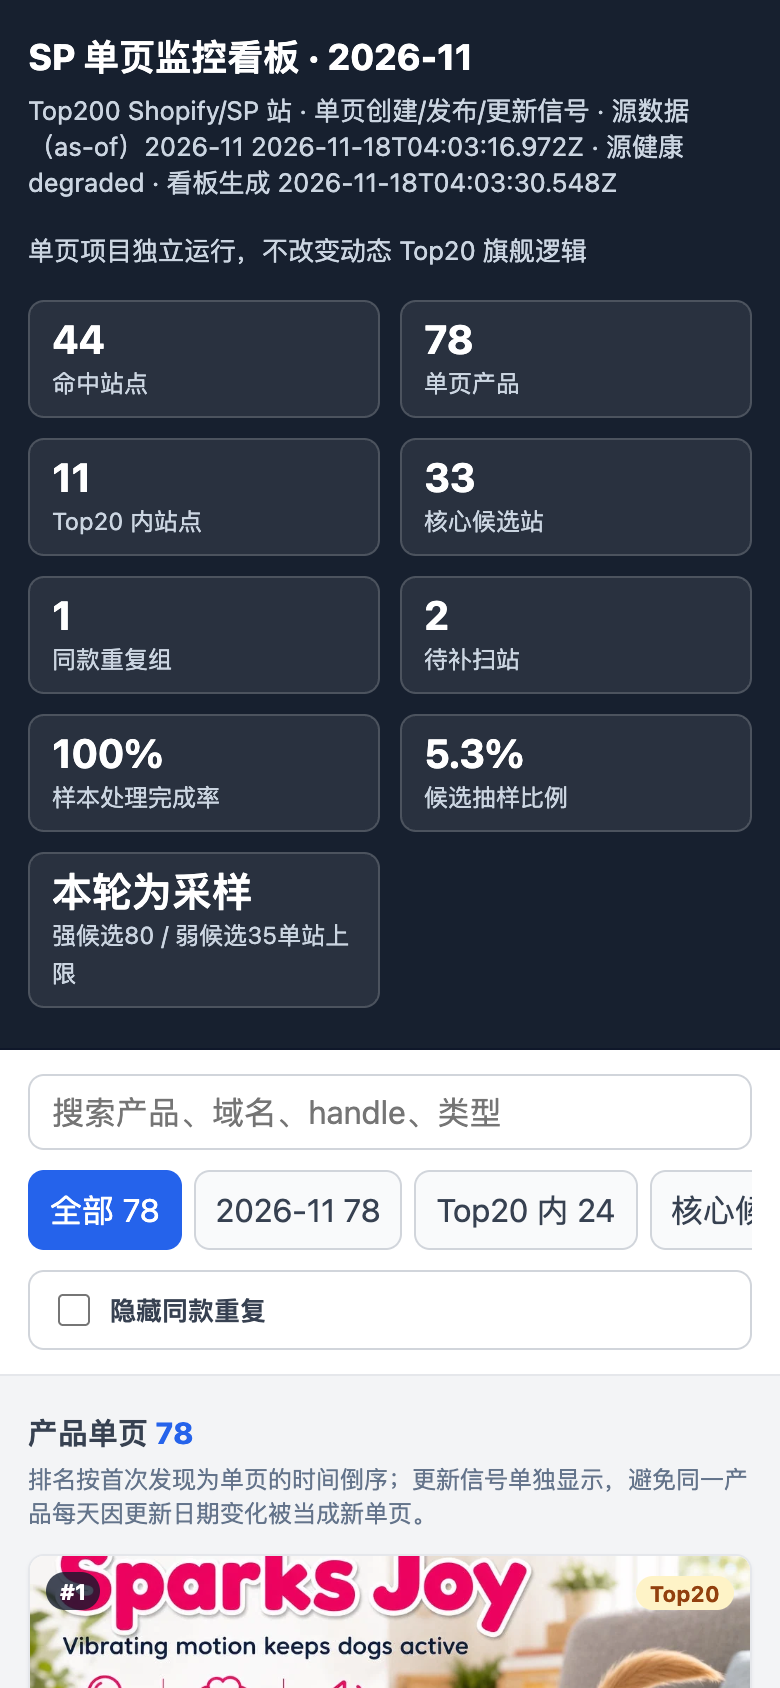 SP 单页监控看板 · 2026-11
Top200 Shopify/SP 站 · 单页创建/发布/更新信号 · 源数据
（as-of）2026-11 2026-11-18T04:03:16.972Z · 源健康
degraded · 看板生成 2026-11-18T04:03:30.548Z
单页项目独立运行，不改变动态 Top20 旗舰逻辑
44
命中站点
78
单页产品
11
Top20 内站点
33
核心候选站
1
同款重复组
2
待补扫站
100%
样本处理完成率
5.3%
候选抽样比例
本轮为采样
强候选80 / 弱候选35单站上
限
搜索产品、域名、handle、类型
全部 78
2026-11 78
Top20 内 24
核心候
隐藏同款重复
产品单页 78
排名按首次发现为单页的时间倒序；更新信号单独显示，避免同一产
品每天因更新日期变化被当成新单页。
#1
Top20
Sparks Joy
Vibrating motion keeps dogs active